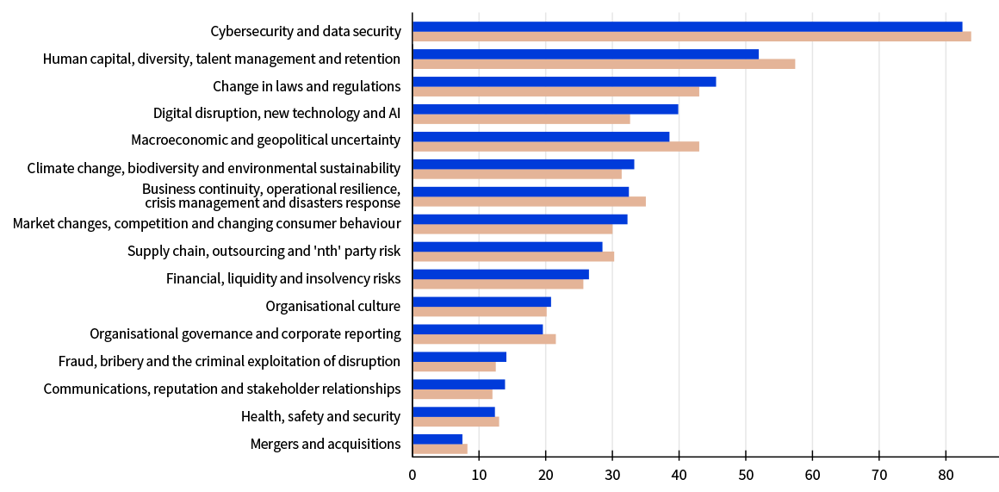 Cybersecurity and data security
Human capital, diversity, talent management and retention
Change in laws and regulations
Digital disruption, new technology and AI
Macroeconomic and geopolitical uncertainty
Climate change, biodiversity and environmental sustainability
Business continuity, operational resilience,
crisis management and disasters response
Market changes, competition and changing consumer behaviour
Supply chain, outsourcing and 'nth' party risk
Financial, liquidity and insolvency risks
Organisational culture
Organisational governance and corporate reporting
Fraud, bribery and the criminal exploitation of disruption
Communications, reputation and stakeholder relationships
Health, safety and security
Mergers and acquisitions
0 10 20 30 40 50 60 70 80